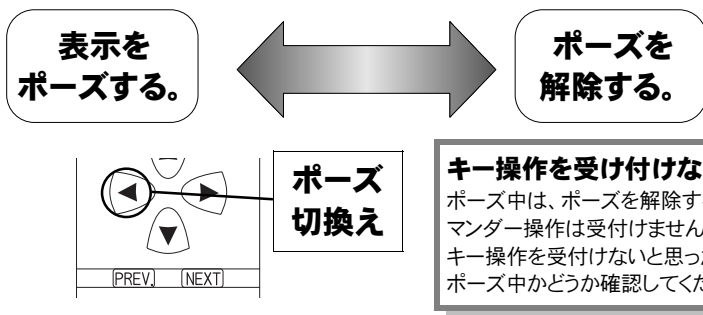 表示を
ポーズする。
ポーズを
解除する。
ポーズ
切換え
PREV.
NEXT
キー操作を受け付けな
ポーズ中は、ポーズを解除す
マンダー操作は受付けません
キー操作を受付けないと思っ
ポーズ中かどうか確認してくだ